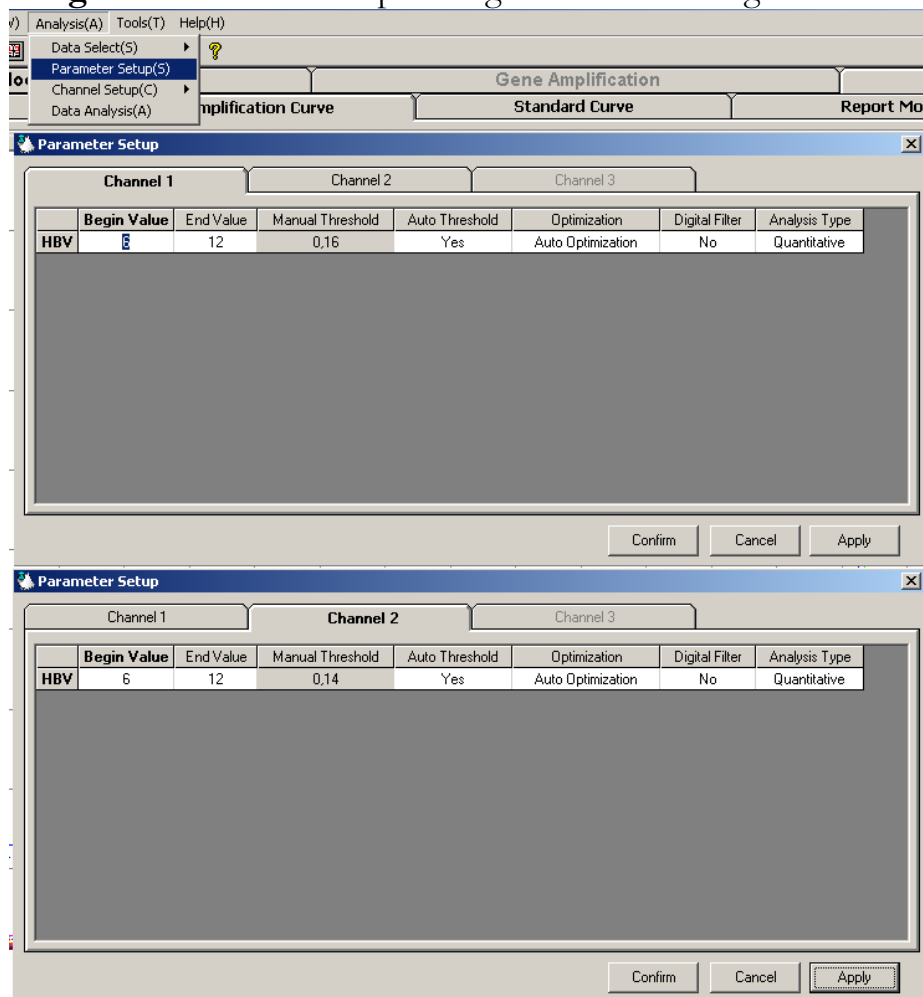 Analysis(A) Tools(T) Help(H)
Data Select(S)
Parameter Setup(S)
Channel Setup(C)
Data Analysis(A)
Gene Amplification
mplification Curve Standard Curve Report Mo
Parameter Setup
Channel 1 Channel 2 Channel 3
Begin Value End Value Manual Threshold Auto Threshold Optimization Digital Filter Analysis Type
HBV 6 12 0,16 Yes Auto Optimization No Quantitative
Confirm Cancel Apply
Parameter Setup
Channel 1 Channel 2 Channel 3
Begin Value End Value Manual Threshold Auto Threshold Optimization Digital Filter Analysis Type
HBV 6 12 0,14 Yes Auto Optimization No Quantitative
Confirm Cancel Apply